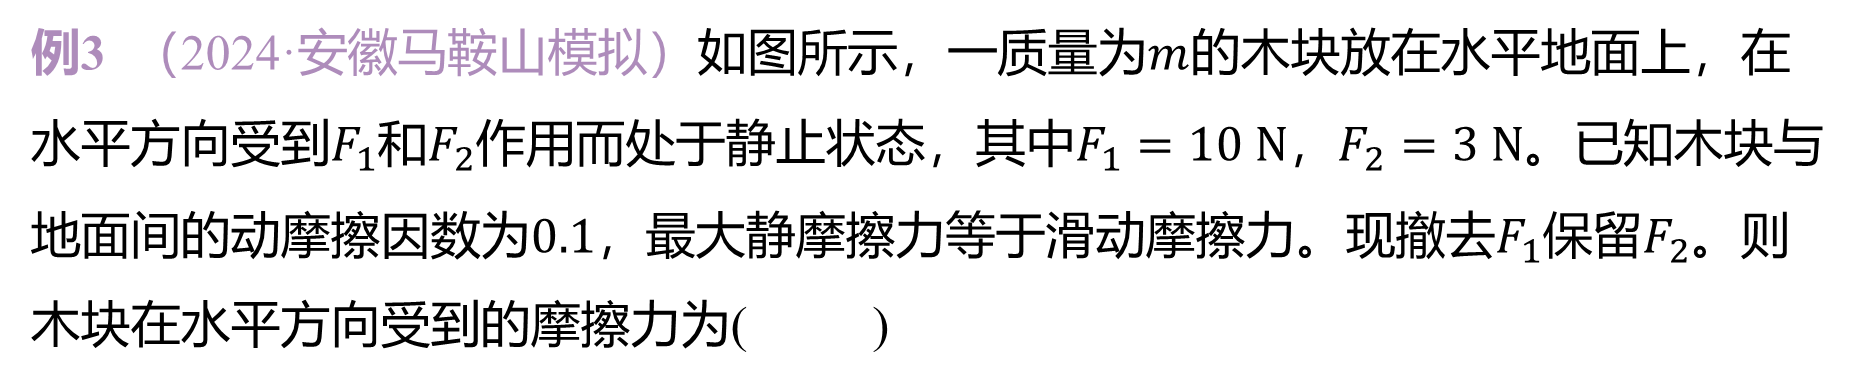 例3 （2024·安徽马鞍山模拟）如图所示，一质量为m的木块放在水平地面上，在
水平方向受到F₁和F₂作用而处于静止状态，其中F₁ = 10 N，F₂ = 3 N。已知木块与
地面间的动摩擦因数为0.1，最大静摩擦力等于滑动摩擦力。现撤去F₁保留F₂。则
木块在水平方向受到的摩擦力为(　　)